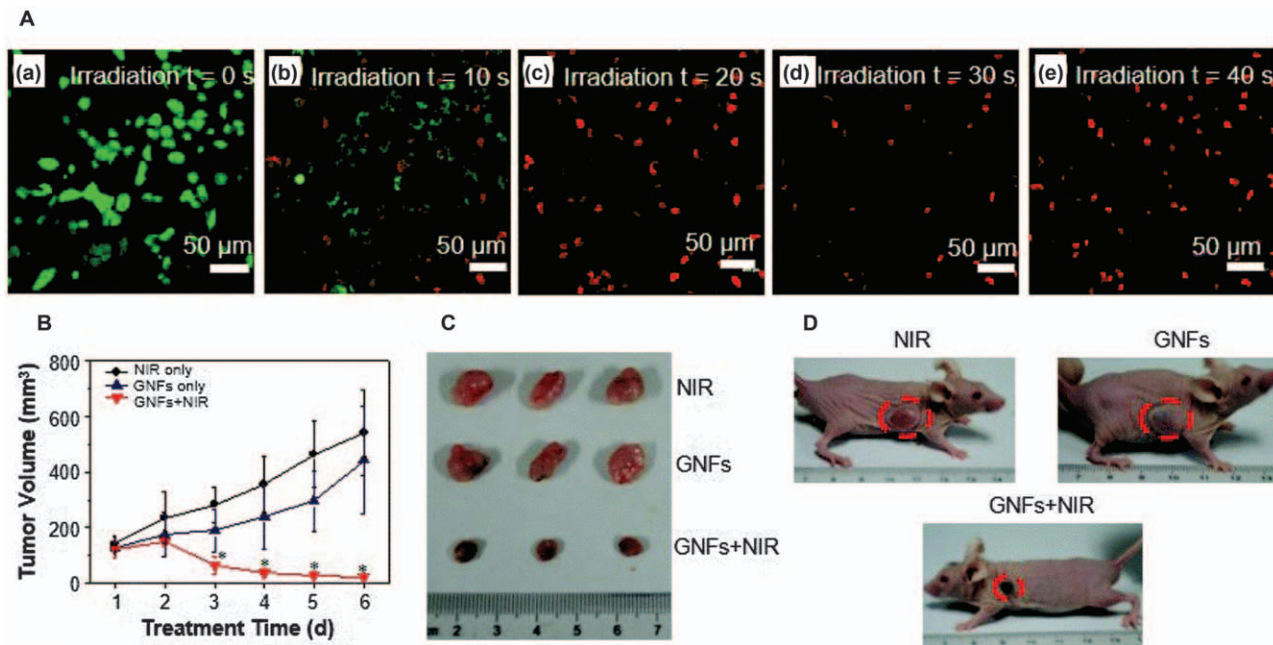 A
(a) Irradiation t = 0 s
50 µm
(b) Irradiation t = 10 s
50 µm
(c) Irradiation t = 20 s
50 µm
(d) Irradiation t = 30 s
50 µm
(e) Irradiation t = 40 s
50 µm
B
Tumor Volume (mm³)
800
600
400
200
0
NIR only
GNFs only
GNFs+NIR
*
*
*
*
1 2 3 4 5 6
Treatment Time (d)
C
NIR
GNFs
GNFs+NIR
cm 2 3 4 5 6 7
D
NIR
GNFs
GNFs+NIR